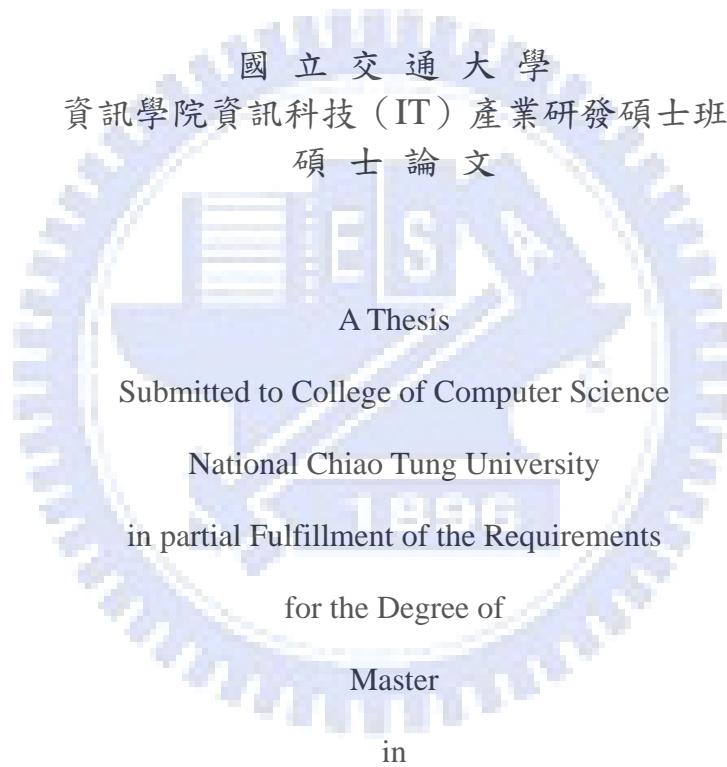 國 立 交 通 大 學
資訊學院資訊科技（IT）產業研發碩士班
碩 士 論 文
E S A
A Thesis
Submitted to College of Computer Science
National Chiao Tung University
1896
in partial Fulfillment of the Requirements
for the Degree of
Master
in